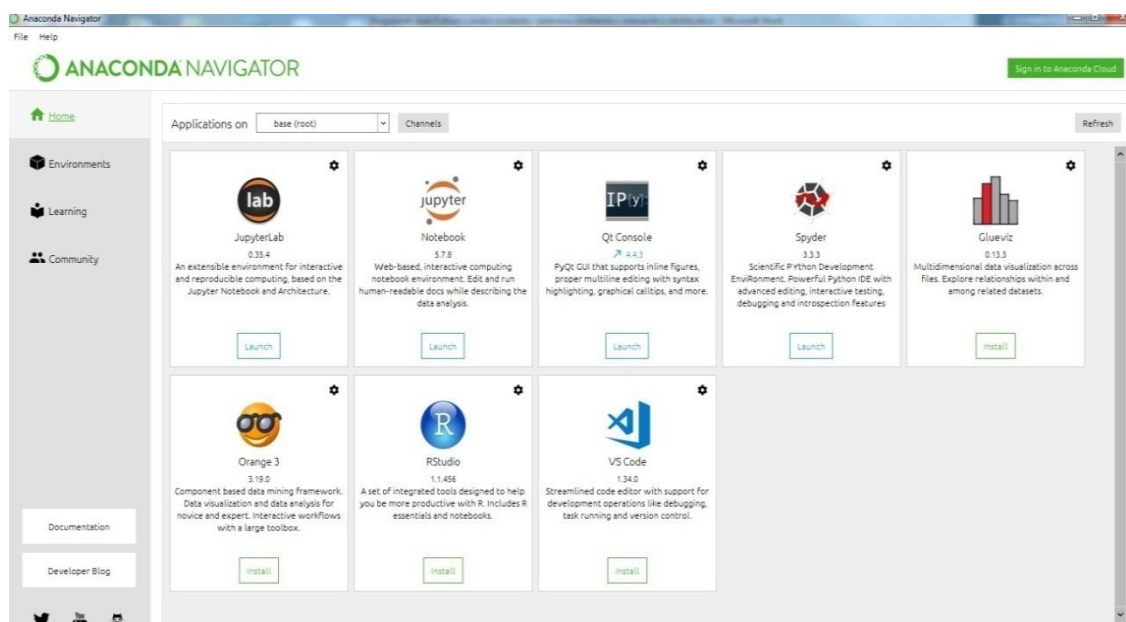 Anaconda Navigator
File Help
ANACONDA NAVIGATOR
Sign in to Anaconda Cloud
Home
Environments
Learning
Community
Documentation
Developer Blog
Applications on base (root) Channels
Refresh
lab
JupyterLab
0.35.4
An extensible environment for interactive
and reproducible computing, based on the
Jupyter Notebook and Architecture.
Launch
jupyter
Notebook
5.7.8
Web-based, interactive computing
notebook environment. Edit and run
human-readable docs while describing the
data analysis.
Launch
IP[y]:
Qt Console
4.4.3
PyQt GUI that supports inline figures,
proper multiline editing with syntax
highlighting, graphical calltips, and more.
Launch
Spyder
3.3.3
Scientific PYthon Development
EnviRonment. Powerful Python IDE with
advanced editing, interactive testing,
debugging and introspection features
Launch
Glueviz
0.13.3
Multidimensional data visualization across
files. Explore relationships within and
among related datasets.
Install
Orange 3
3.19.0
Component based data mining framework.
Data visualization and data analysis for
novice and expert. Interactive workflows
with a large toolbox.
Install
R
RStudio
1.1.456
A set of integrated tools designed to help
you be more productive with R. Includes R
essentials and notebooks.
Install
VS Code
1.34.0
Streamlined code editor with support for
development operations like debugging,
task running and version control.
Install